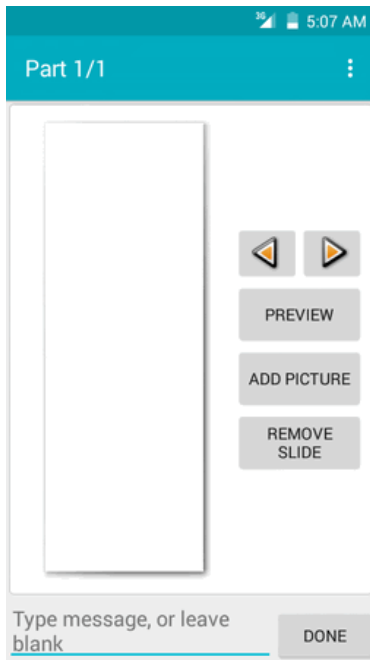 3G 5:07 AM
Part 1/1
PREVIEW
ADD PICTURE
REMOVE
SLIDE
Type message, or leave
blank
DONE